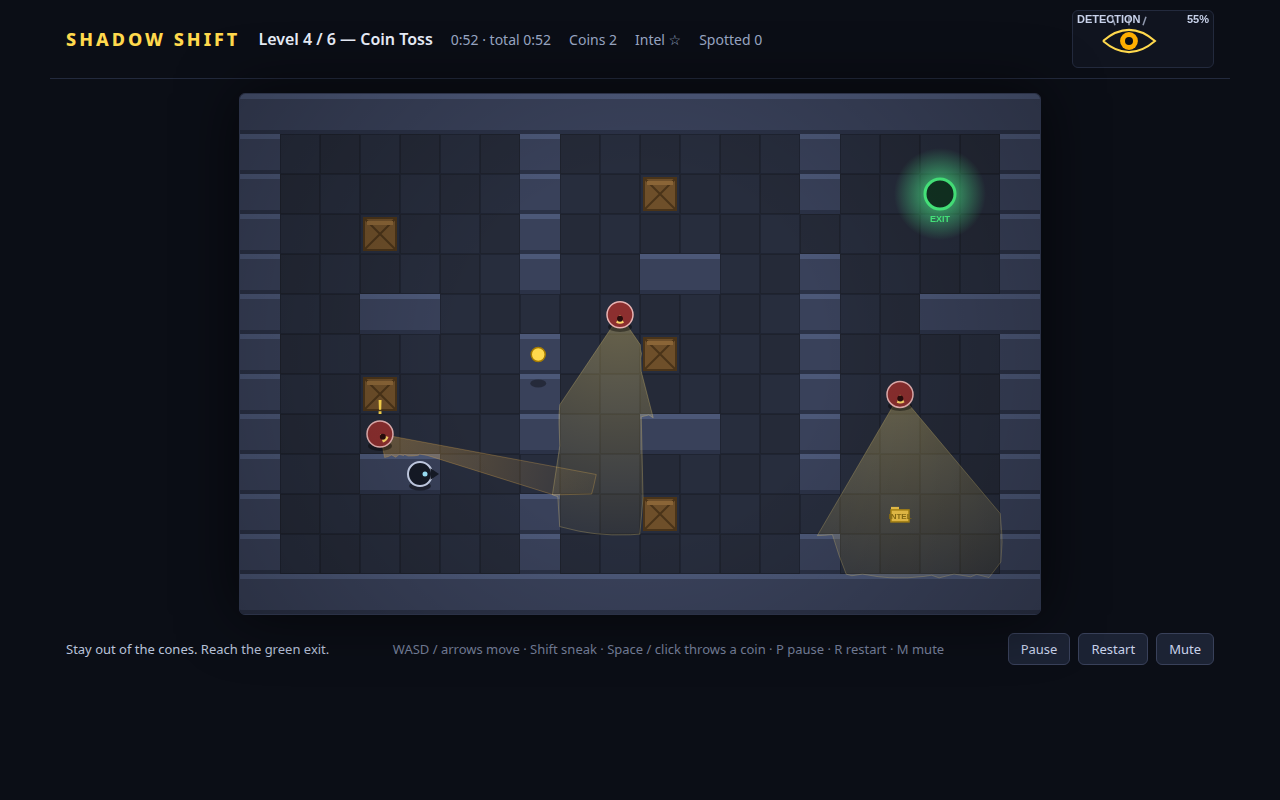 SHADOW SHIFT
Level 4 / 6 — Coin Toss
0:52 · total 0:52
Coins 2
Intel ☆
Spotted 0
DETECTION
55%
EXIT
!
INTEL
Stay out of the cones. Reach the green exit.
WASD / arrows move · Shift sneak · Space / click throws a coin · P pause · R restart · M mute
Pause
Restart
Mute